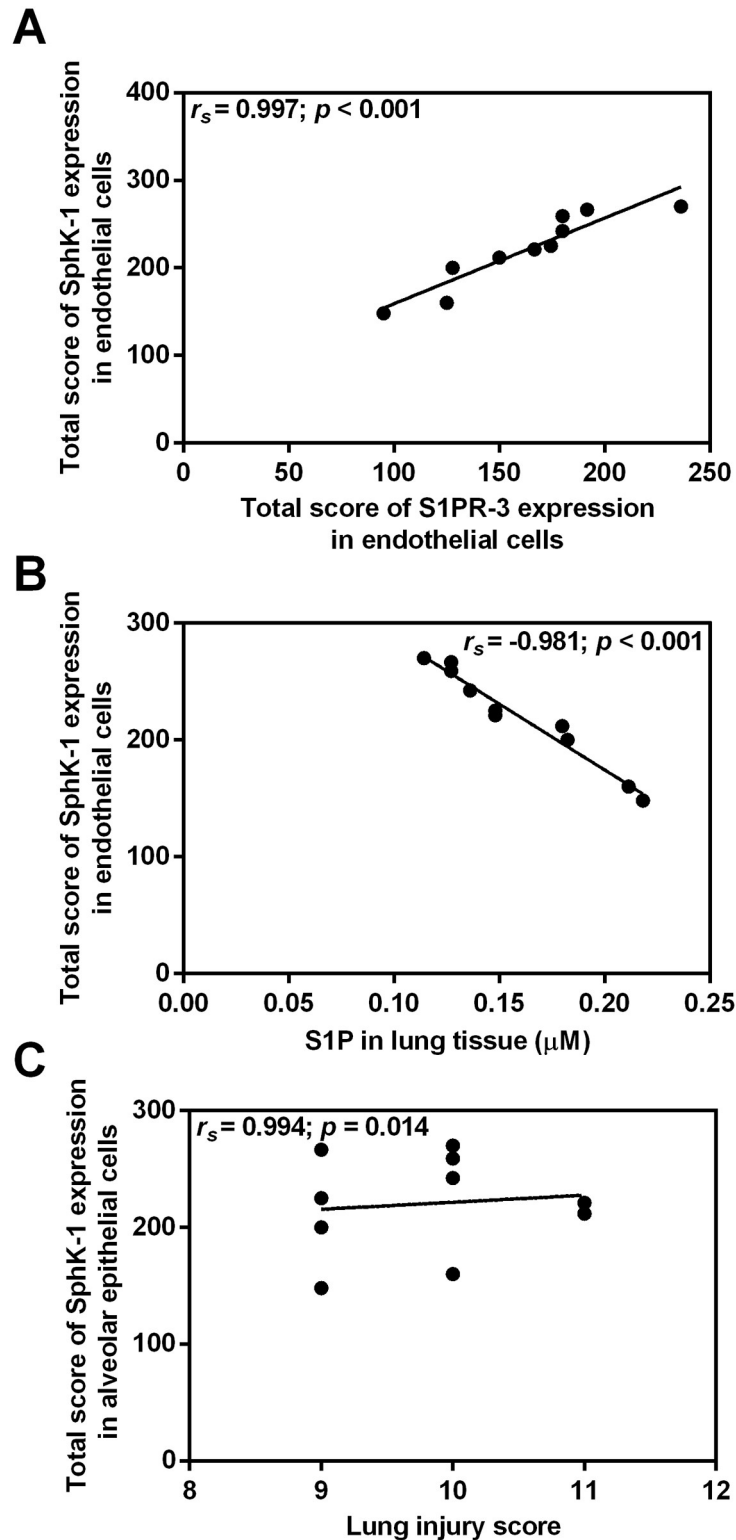 A
Total score of SphK-1 expression
in endothelial cells
400
300
200
100
0
rs = 0.997; p < 0.001
0 50 100 150 200 250
Total score of S1PR-3 expression
in endothelial cells
B
Total score of SphK-1 expression
in endothelial cells
300
200
100
0
rs = -0.981; p < 0.001
0.00 0.05 0.10 0.15 0.20 0.25
S1P in lung tissue (μM)
C
Total score of SphK-1 expression
in alveolar epithelial cells
300
200
100
0
rs = 0.994; p = 0.014
8 9 10 11 12
Lung injury score